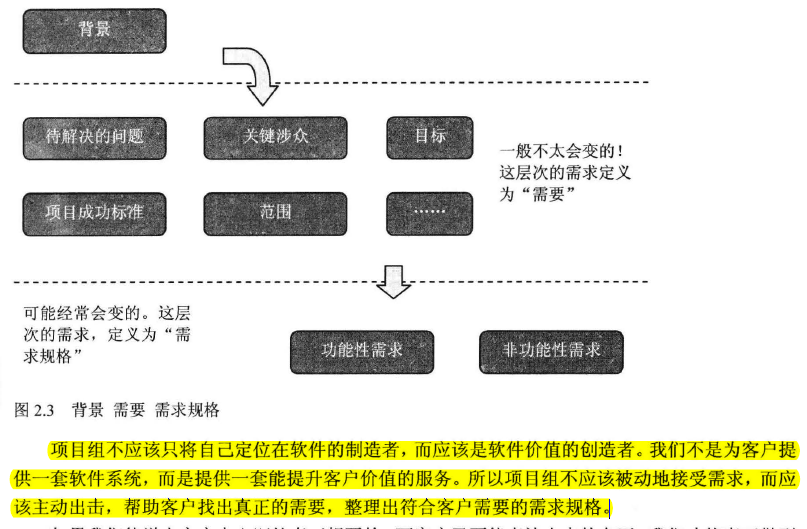 背景
待解决的问题
关键涉众
目标
一般不太会变的！
这层次的需求定义
为“需要”
项目成功标准
范围
……
可能经常会变的。这层
次的需求，定义为“需
求规格”
功能性需求
非功能性需求
图 2.3 背景 需要 需求规格
项目组不应该只将自己定位在软件的制造者，而应该是软件价值的创造者。我们不是为客户提
供一套软件系统，而是提供一套能提升客户价值的服务。所以项目组不应该被动地接受需求，而应
该主动出击，帮助客户找出真正的需要，整理出符合客户需要的需求规格。